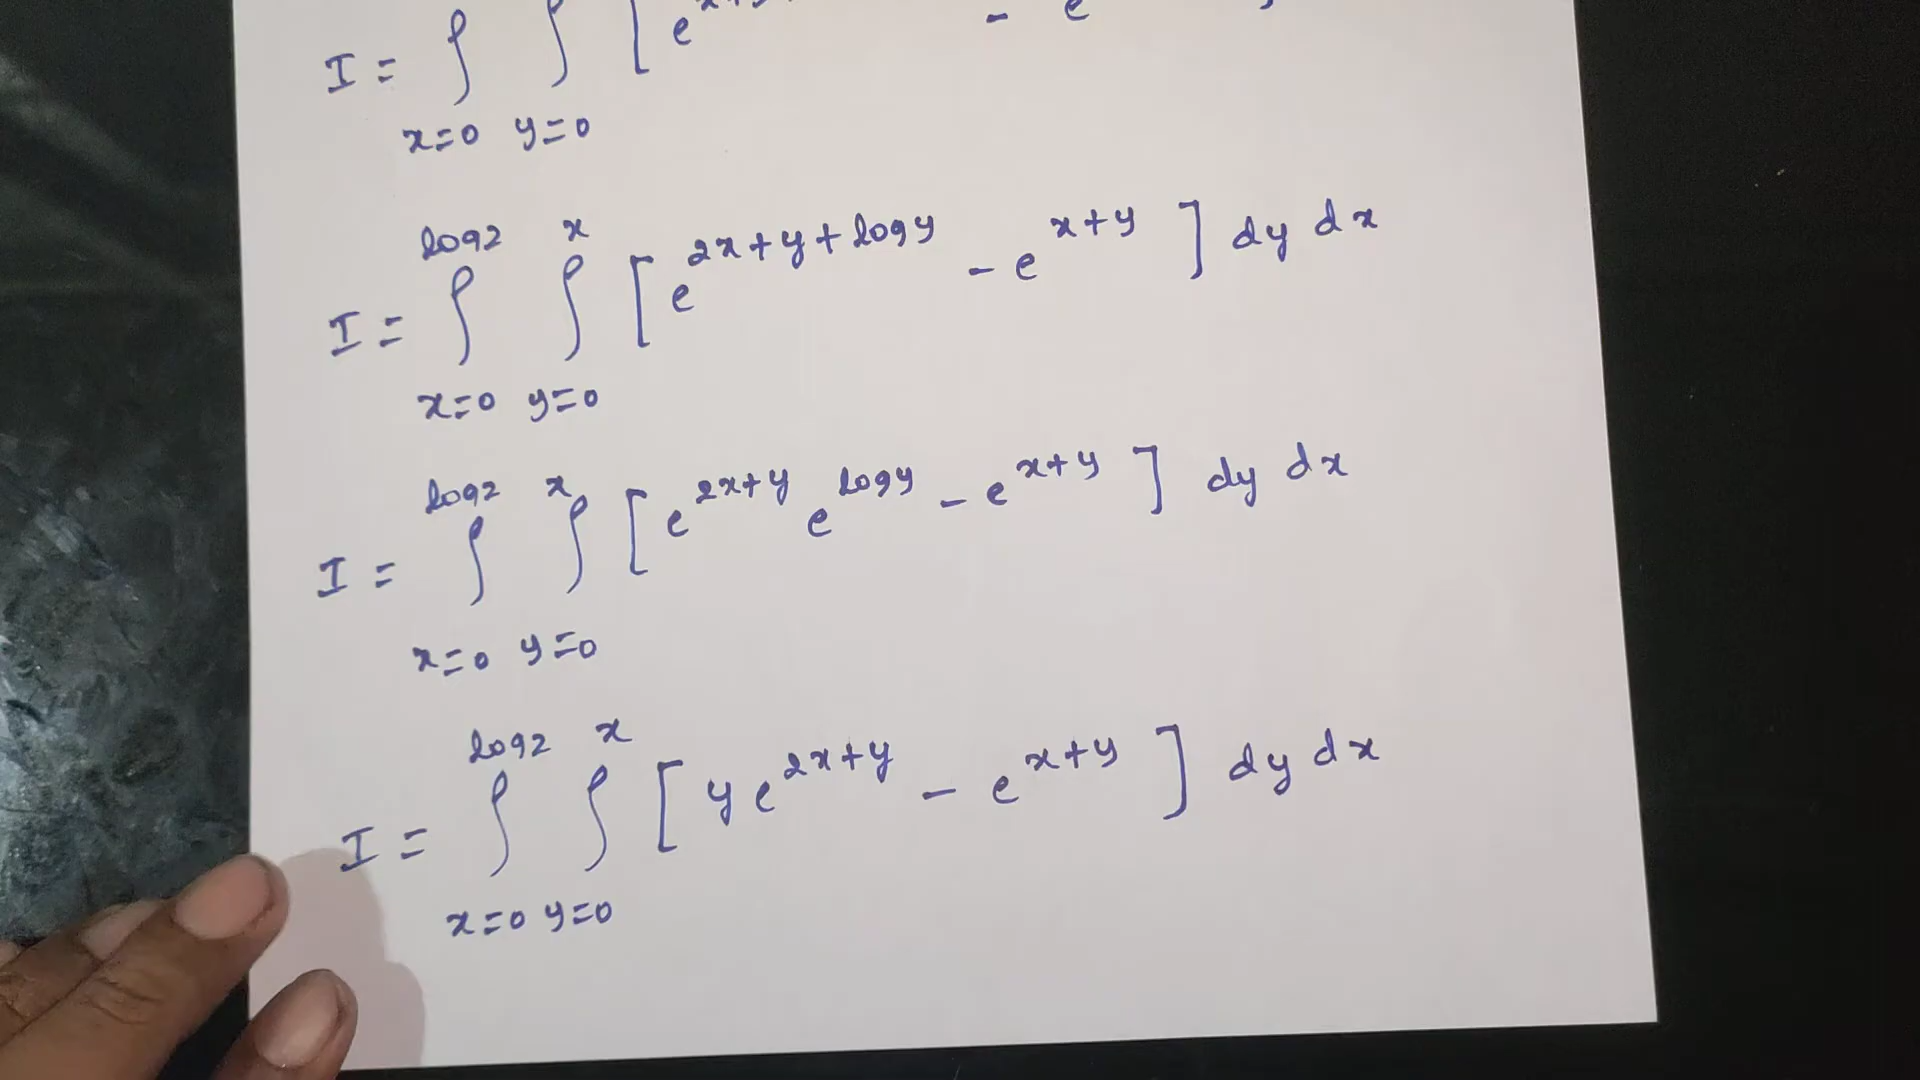 I = ∫ ∫ [ e - e
x=0 y=0
log2 x
I = ∫ ∫ [ e^{2x+y+logy} - e^{x+y} ] dy dx
x=0 y=0
log2 x
I = ∫ ∫ [ e^{2x+y} e^{logy} - e^{x+y} ] dy dx
x=0 y=0
log2 x
I = ∫ ∫ [ y e^{2x+y} - e^{x+y} ] dy dx
x=0 y=0